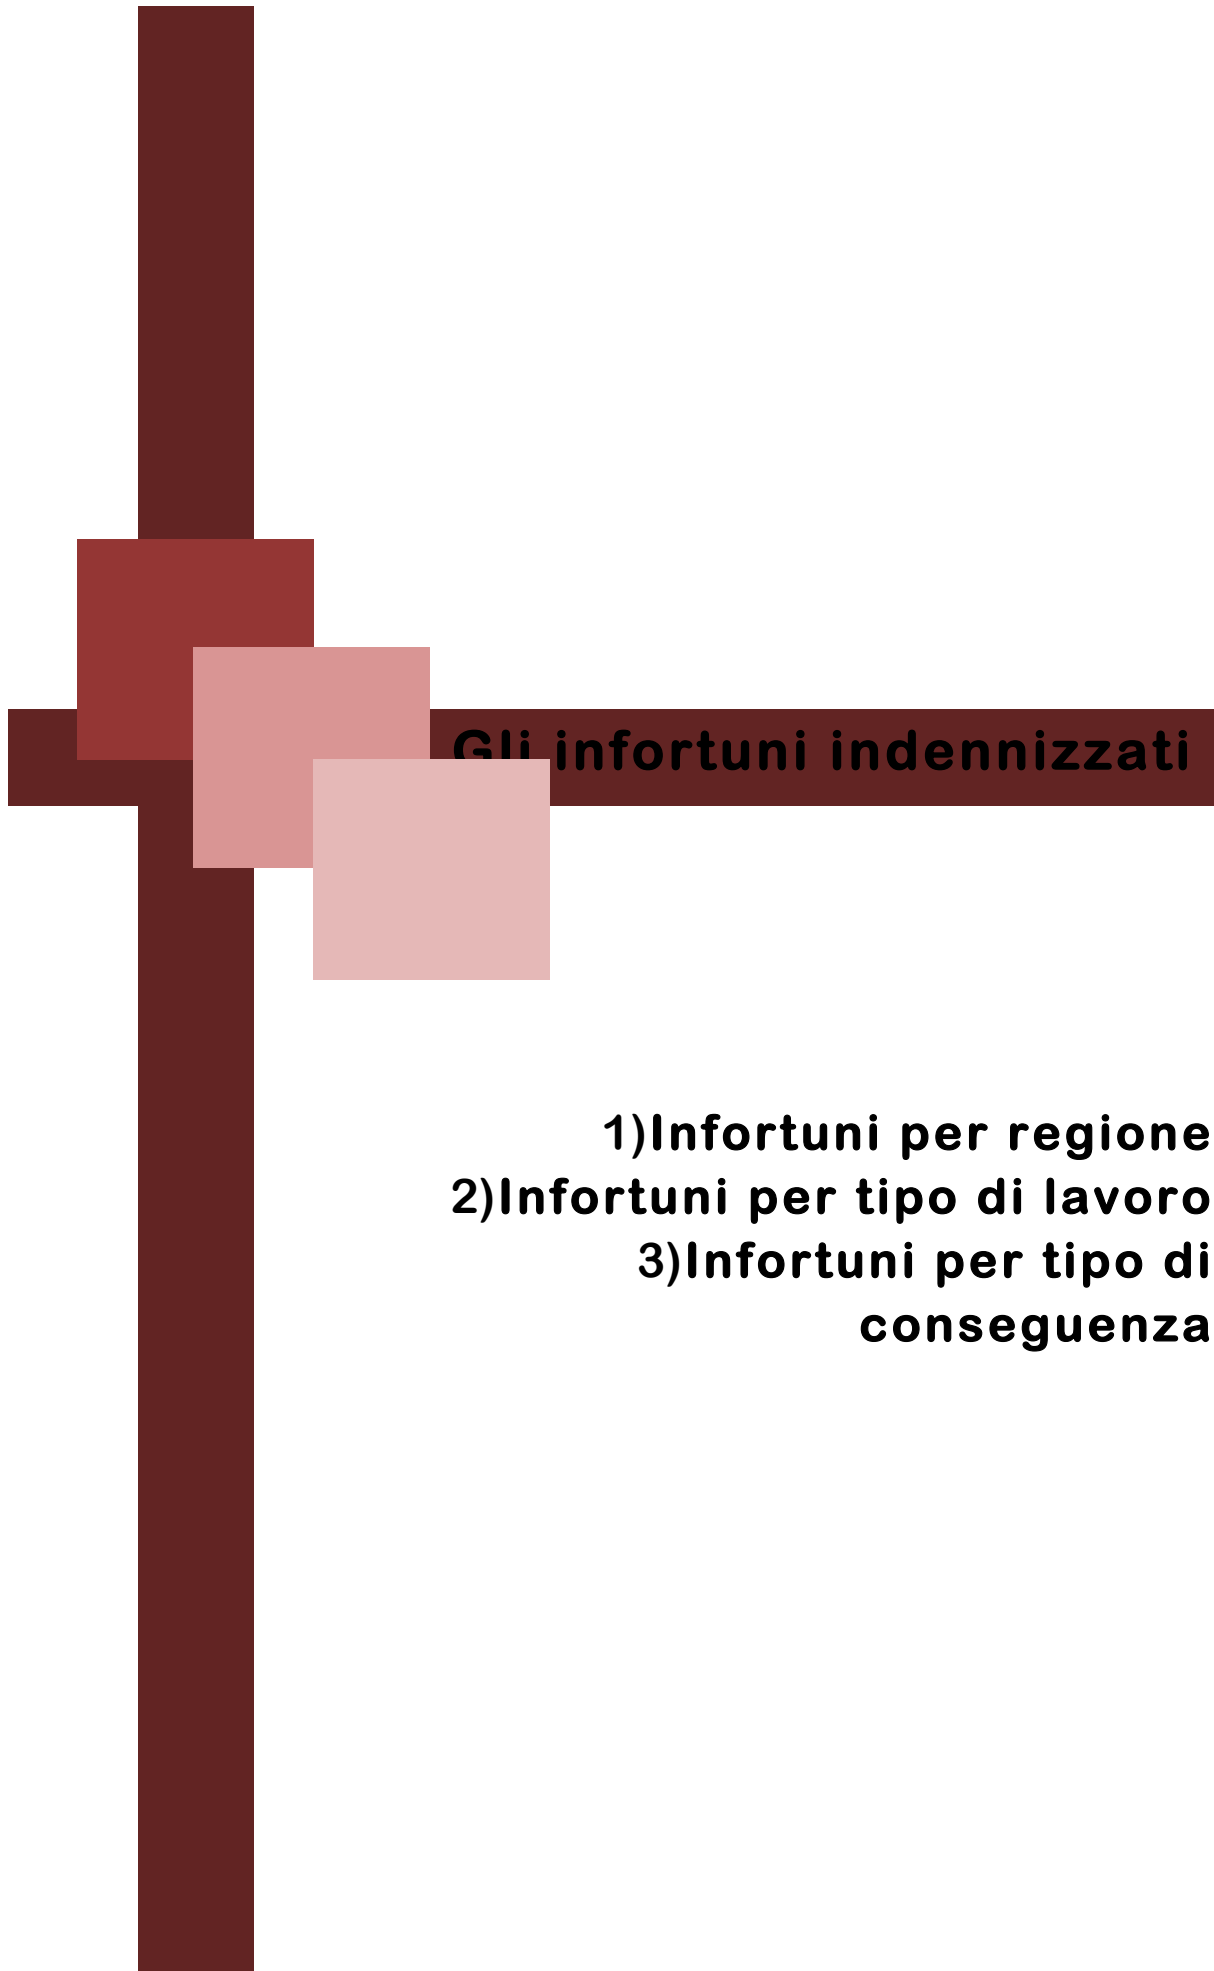 Gli infortuni indennizzati
1)Infortuni per regione
2)Infortuni per tipo di lavoro
3)Infortuni per tipo di
conseguenza